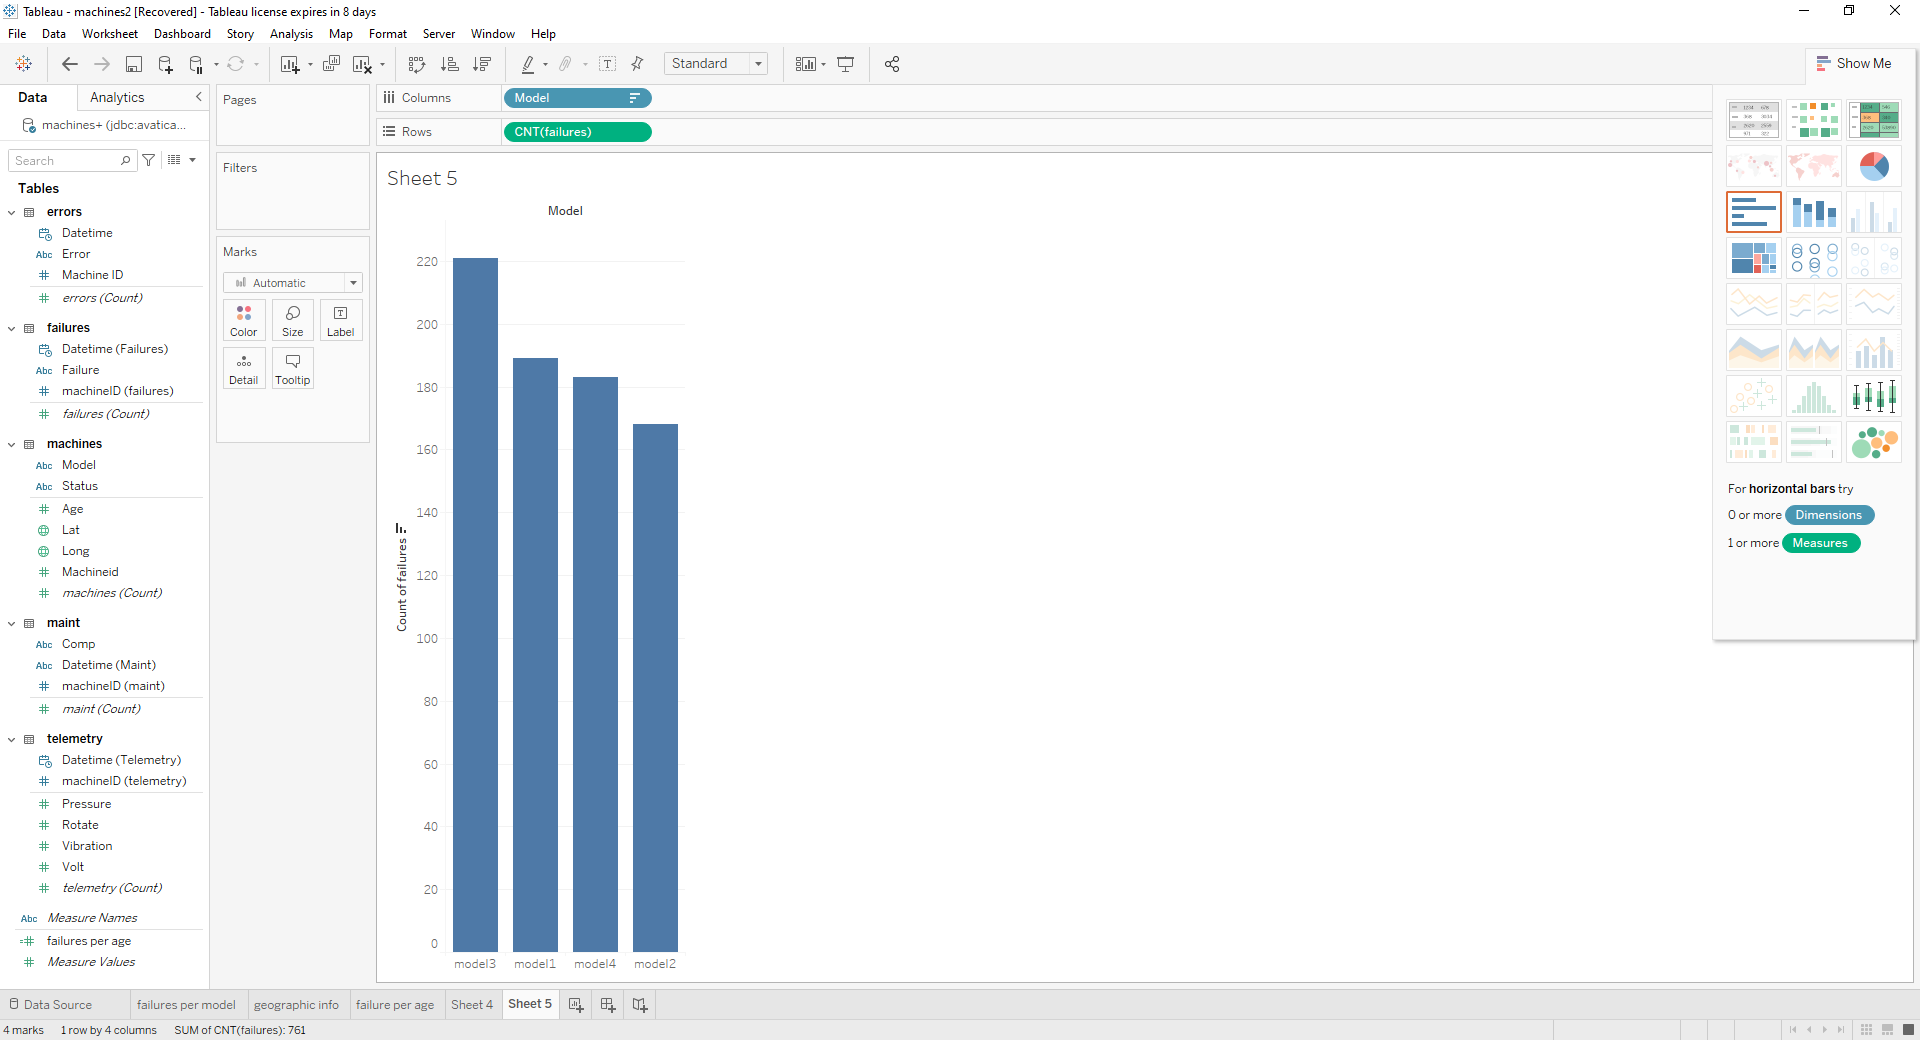 Tableau - machines2 [Recovered] - Tableau license expires in 8 days
File Data Worksheet Dashboard Story Analysis Map Format Server Window Help
Standard
Show Me
Data Analytics
machines+ (jdbc:avatica...
Search
Tables
errors
Datetime
Abc Error
Machine ID
errors (Count)
failures
Datetime (Failures)
Abc Failure
machineID (failures)
failures (Count)
machines
Abc Model
Abc Status
Age
Lat
Long
Machineid
machines (Count)
maint
Abc Comp
Abc Datetime (Maint)
machineID (maint)
maint (Count)
telemetry
Datetime (Telemetry)
machineID (telemetry)
Pressure
Rotate
Vibration
Volt
telemetry (Count)
Abc Measure Names
failures per age
Measure Values
Pages
Filters
Marks
Automatic
Color Size Label
Detail Tooltip
Columns Model
Rows CNT(failures)
Sheet 5
Model
220
200
180
160
140
120
100
80
60
40
20
0
Count of failures
model3 model1 model4 model2
For horizontal bars try
0 or more Dimensions
1 or more Measures
Data Source failures per model geographic info failure per age Sheet 4 Sheet 5
4 marks 1 row by 4 columns SUM of CNT(failures): 761